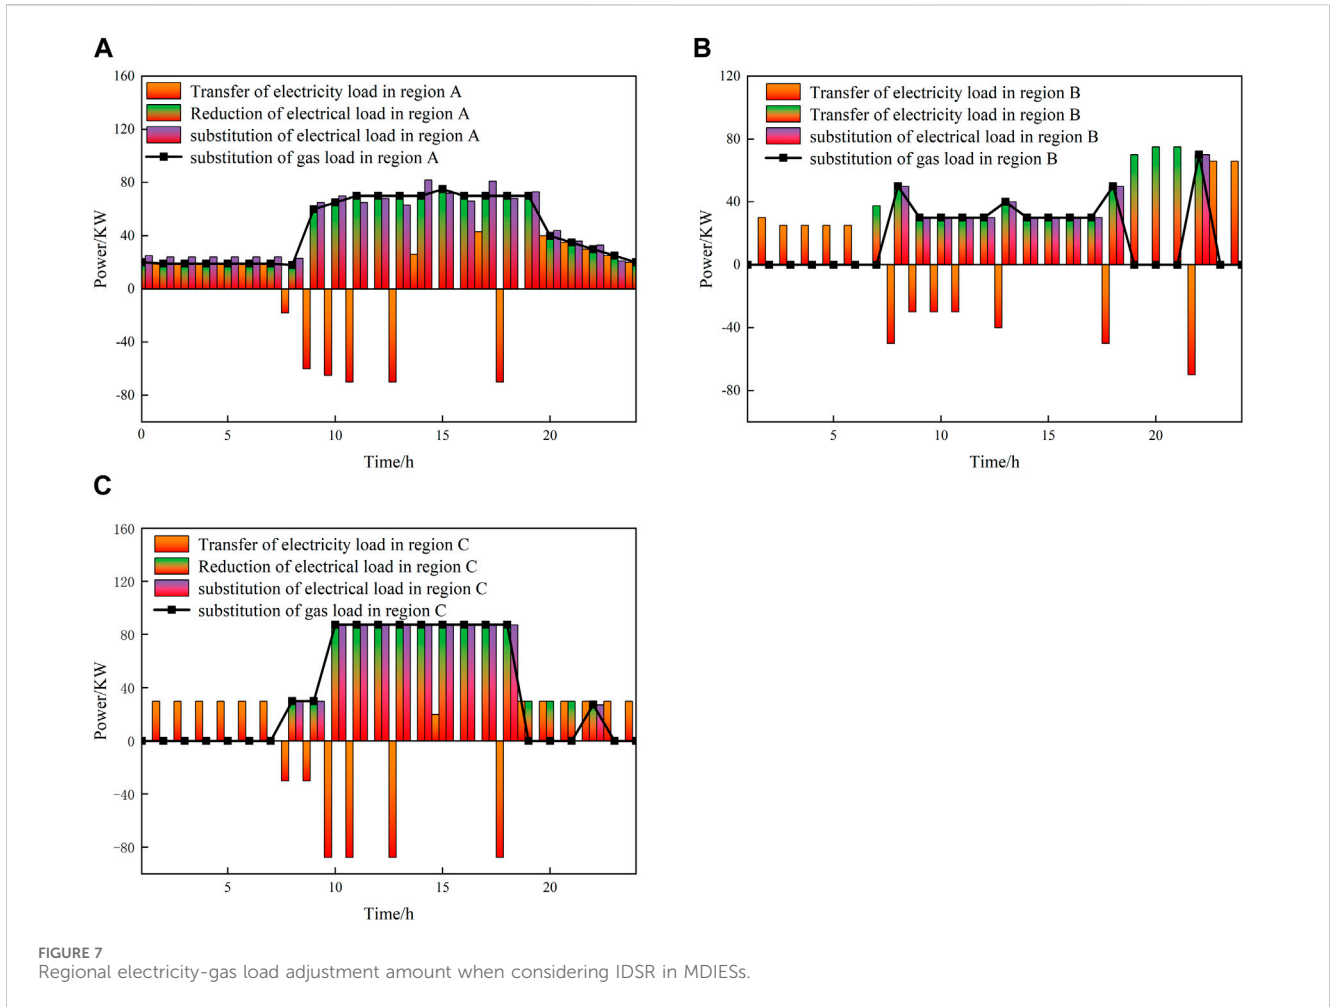 A
160
120
80
40
0
-40
-80
Power/KW
Transfer of electricity load in region A
Reduction of electrical load in region A
substitution of electrical load in region A
substitution of gas load in region A
0 5 10 15 20
Time/h
B
120
80
40
0
-40
-80
Power/KW
Transfer of electricity load in region B
Transfer of electricity load in region B
substitution of electrical load in region B
substitution of gas load in region B
5 10 15 20
Time/h
C
160
120
80
40
0
-40
-80
Power/KW
Transfer of electricity load in region C
Reduction of electrical load in region C
substitution of electrical load in region C
substitution of gas load in region C
5 10 15 20
Time/h
FIGURE 7
Regional electricity-gas load adjustment amount when considering IDSR in MDIESs.